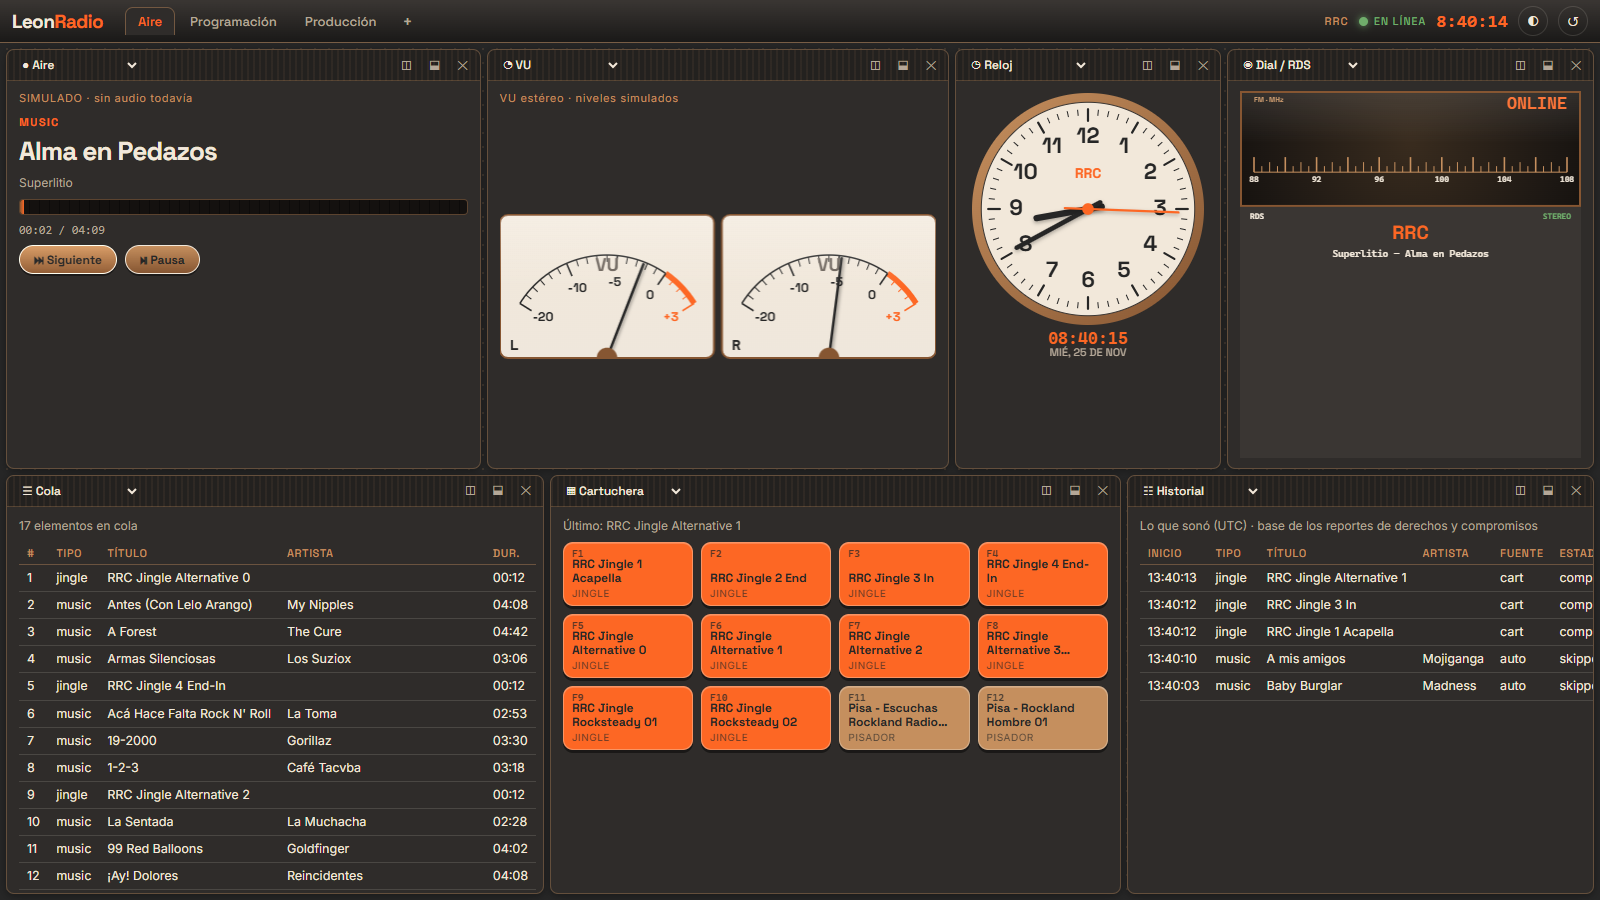 LeonRadio Aire Programación Producción + RRC EN LÍNEA 8:40:14
Aire
SIMULADO · sin audio todavía
MUSIC
Alma en Pedazos
Superlitio
00:02 / 04:09
Siguiente Pausa
VU
VU estéreo · niveles simulados
VU
-20 -10 -5 0 +3
L
VU
-20 -10 -5 0 +3
R
Reloj
12 1 2 3 4 5 6 7 8 9 10 11
RRC
08:40:15
MIÉ, 25 DE NOV
Dial / RDS
FM·MHz ONLINE
88 92 96 100 104 108
RDS STEREO
RRC
Superlitio — Alma en Pedazos
Cola
17 elementos en cola
# TIPO TÍTULO ARTISTA DUR.
1 jingle RRC Jingle Alternative 0 00:12
2 music Antes (Con Lelo Arango) My Nipples 04:08
3 music A Forest The Cure 04:42
4 music Armas Silenciosas Los Suziox 03:06
5 jingle RRC Jingle 4 End-In 00:12
6 music Acá Hace Falta Rock N' Roll La Toma 02:53
7 music 19-2000 Gorillaz 03:30
8 music 1-2-3 Café Tacvba 03:18
9 jingle RRC Jingle Alternative 2 00:12
10 music La Sentada La Muchacha 02:28
11 music 99 Red Balloons Goldfinger 04:02
12 music ¡Ay! Dolores Reincidentes 04:08
Cartuchera
Último: RRC Jingle Alternative 1
F1
RRC Jingle 1
Acapella
JINGLE
F2
RRC Jingle 2 End
JINGLE
F3
RRC Jingle 3 In
JINGLE
F4
RRC Jingle 4 End-
In
JINGLE
F5
RRC Jingle
Alternative 0
JINGLE
F6
RRC Jingle
Alternative 1
JINGLE
F7
RRC Jingle
Alternative 2
JINGLE
F8
RRC Jingle
Alternative 3...
JINGLE
F9
RRC Jingle
Rocksteady 01
JINGLE
F10
RRC Jingle
Rocksteady 02
JINGLE
F11
Pisa - Escuchas
Rockland Radio...
PISADOR
F12
Pisa - Rockland
Hombre 01
PISADOR
Historial
Lo que sonó (UTC) · base de los reportes de derechos y compromisos
INICIO TIPO TÍTULO ARTISTA FUENTE ESTAD
13:40:13 jingle RRC Jingle Alternative 1 cart comp
13:40:12 jingle RRC Jingle 3 In cart comp
13:40:12 jingle RRC Jingle 1 Acapella cart comp
13:40:10 music A mis amigos Mojiganga auto skipp
13:40:03 music Baby Burglar Madness auto skipp